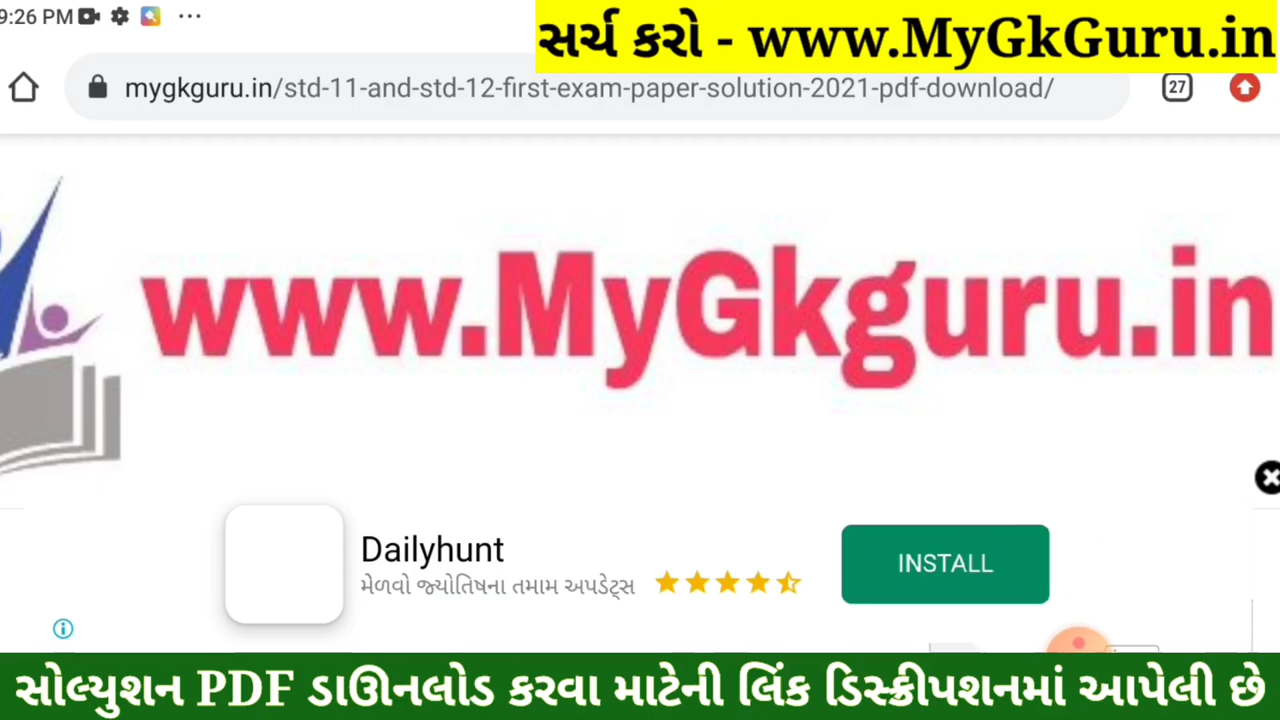 9:26 PM
સર્ચ કરો - www.MyGkGuru.in
mygkguru.in/std-11-and-std-12-first-exam-paper-solution-2021-pdf-download/
27
www.MyGkguru.in
Dailyhunt
મેળવો જ્યોતિષના તમામ અપડેટ્સ
INSTALL
સોલ્યુશન PDF ડાઊનલોડ કરવા માટેની લિંક ડિસ્ક્રીપશનમાં આપેલી છે